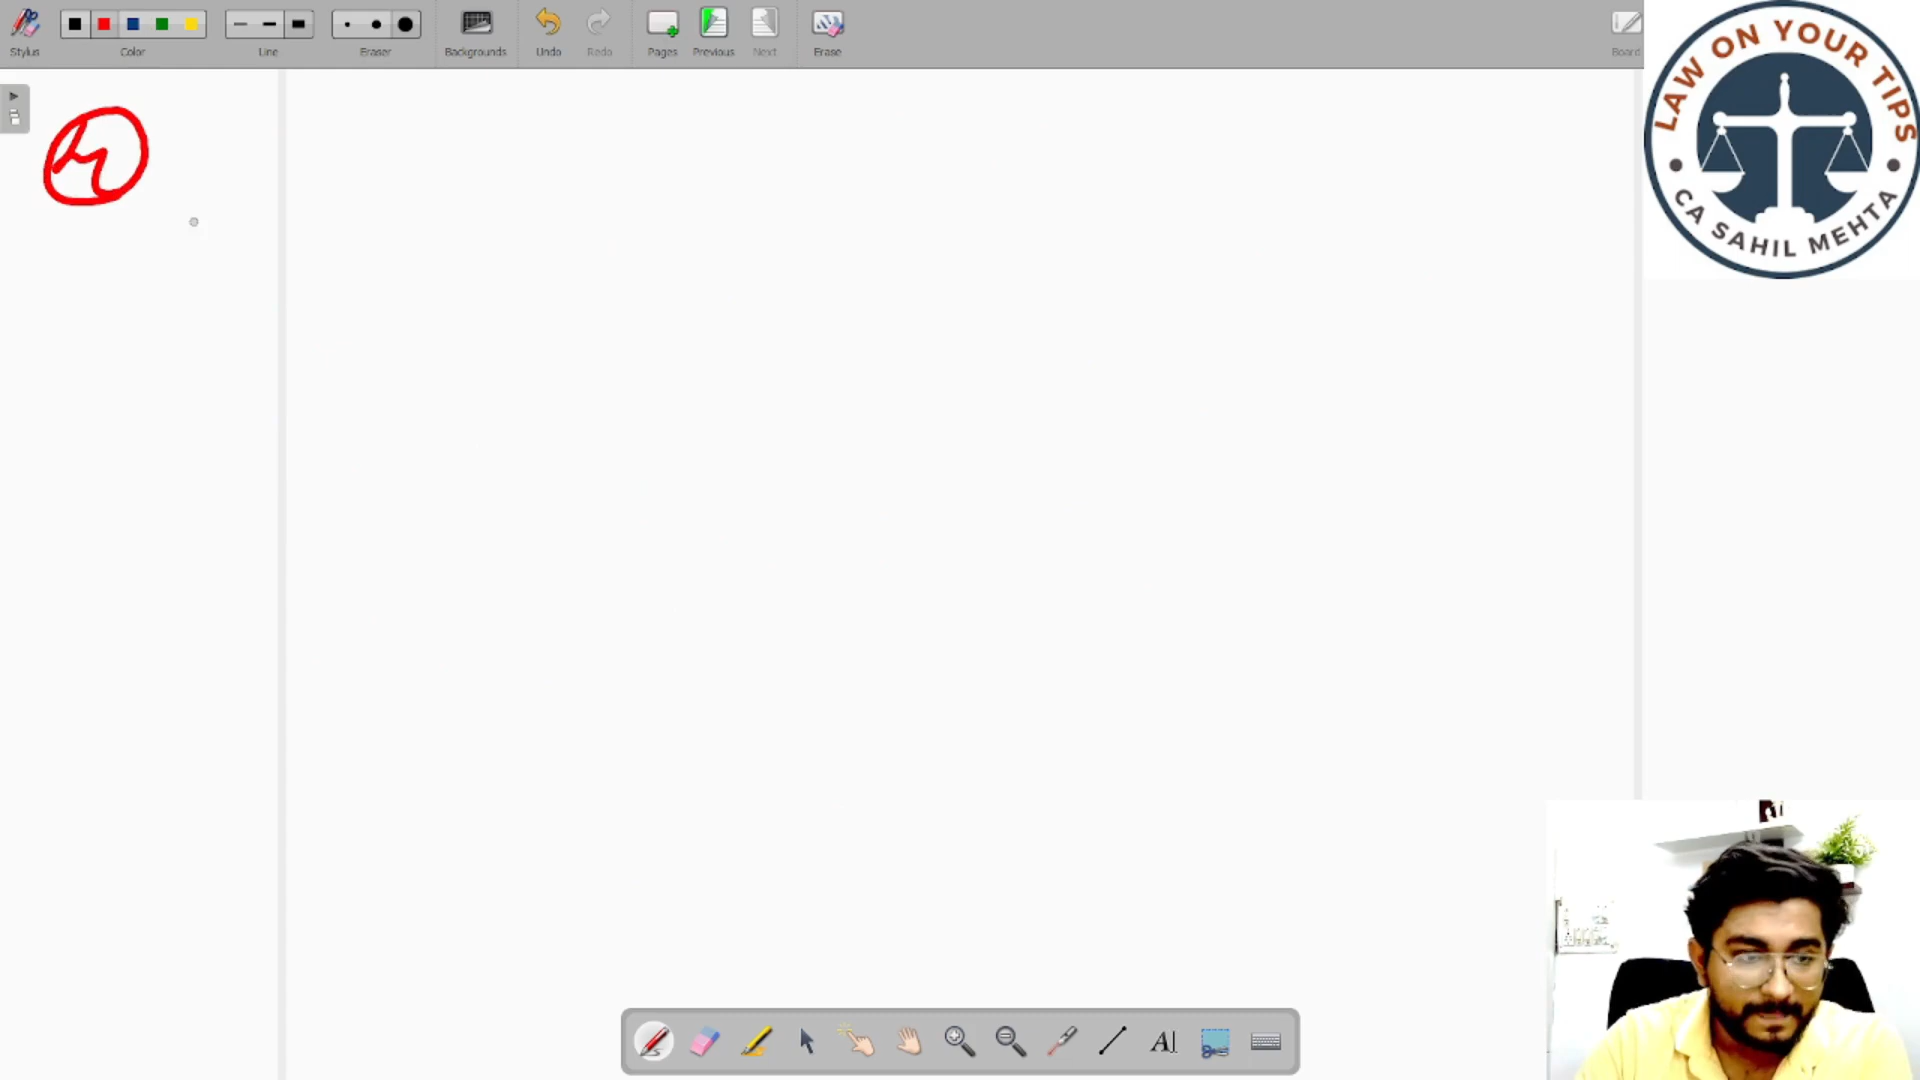 Stylus
Color
Line
Eraser
Backgrounds
Undo
Redo
Pages
Previous
Next
Erase
Board
LAW ON YOUR TIPS
CA SAHIL MEHTA
4
A